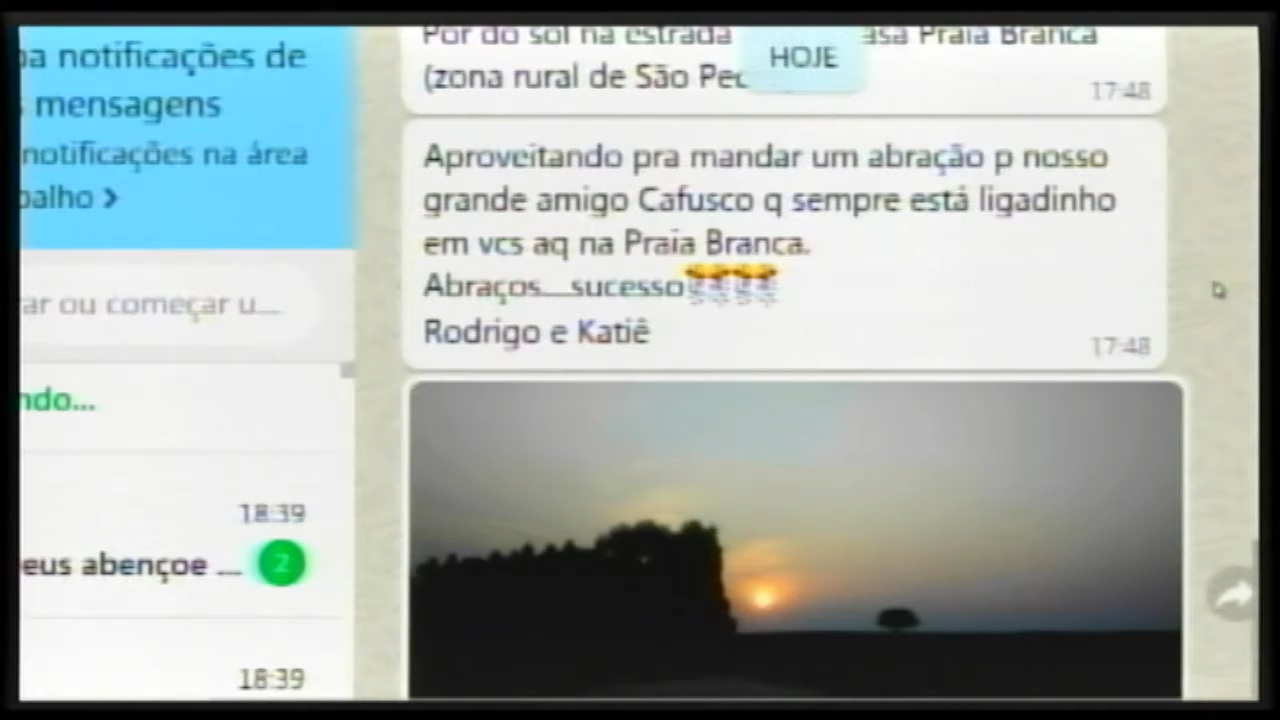 pa notificações de
s mensagens
notificações na área
balho >
ar ou começar u...
ndo...
18:39
eus abençoe ...
2
18:39
HOJE
Por do sol na estrada asa Praia Branca
(zona rural de São Ped
17:48
Aproveitando pra mandar um abração p nosso
grande amigo Cafusco q sempre está ligadinho
em vcs aq na Praia Branca.
Abraços....sucesso
Rodrigo e Katiê
17:48